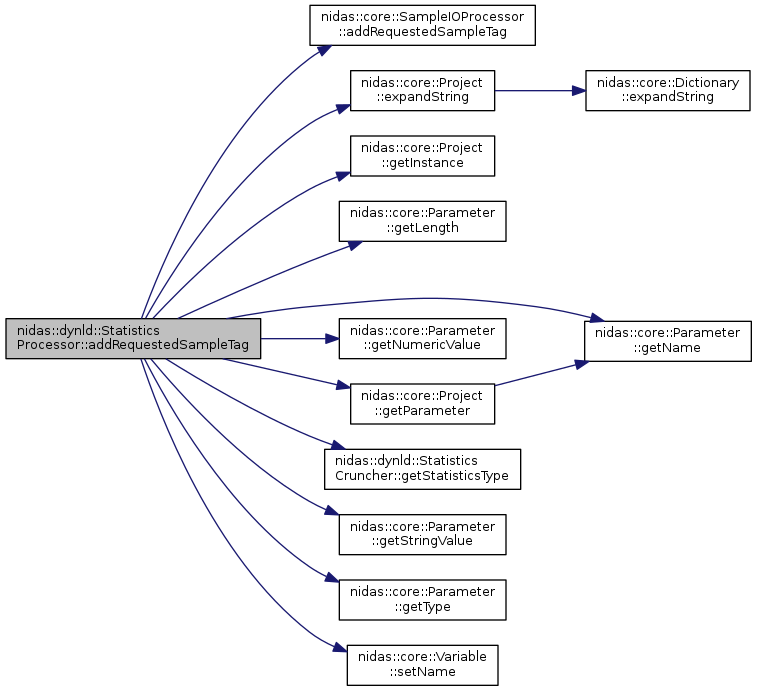 nidas::core::SampleIOProcessor
::addRequestedSampleTag
nidas::core::Project
::expandString
nidas::core::Dictionary
::expandString
nidas::core::Project
::getInstance
nidas::core::Parameter
::getLength
nidas::dynld::Statistics
Processor::addRequestedSampleTag
nidas::core::Parameter
::getNumericValue
nidas::core::Parameter
::getName
nidas::core::Project
::getParameter
nidas::dynld::Statistics
Cruncher::getStatisticsType
nidas::core::Parameter
::getStringValue
nidas::core::Parameter
::getType
nidas::core::Variable
::setName